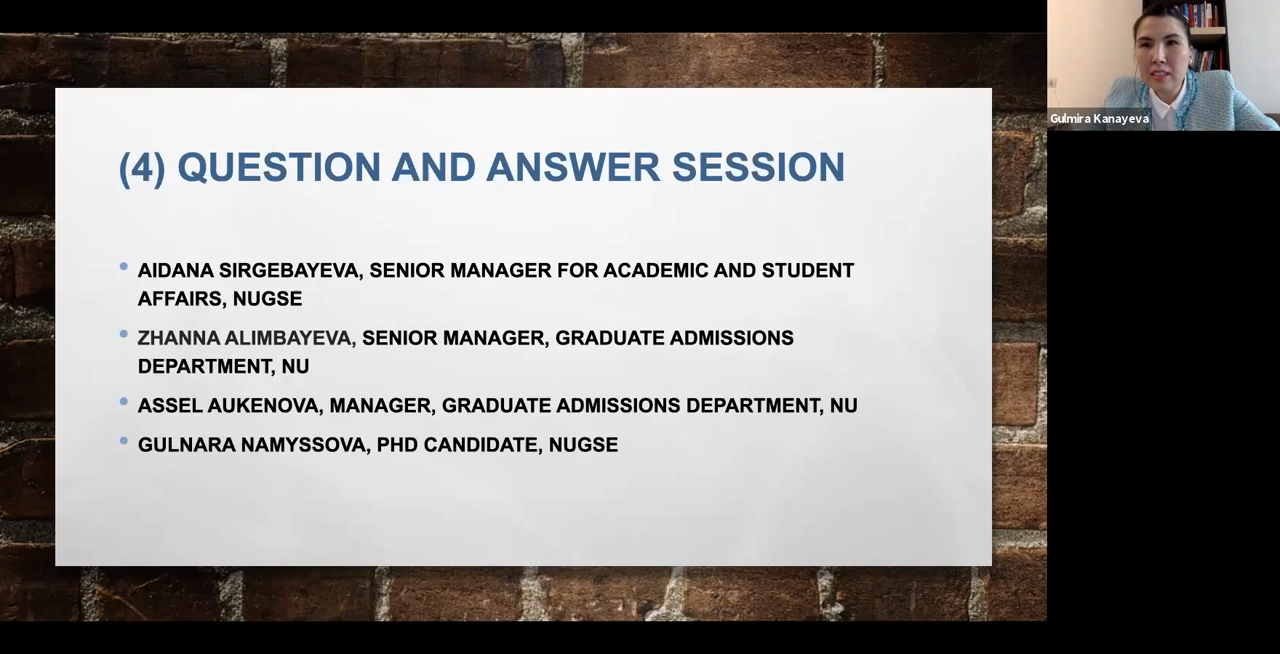 (4) QUESTION AND ANSWER SESSION
AIDANA SIRGEBAYEVA, SENIOR MANAGER FOR ACADEMIC AND STUDENT
AFFAIRS, NUGSE
ZHANNA ALIMBAYEVA, SENIOR MANAGER, GRADUATE ADMISSIONS
DEPARTMENT, NU
ASSEL AUKENOVA, MANAGER, GRADUATE ADMISSIONS DEPARTMENT, NU
GULNARA NAMYSSOVA, PHD CANDIDATE, NUGSE
Gulmira Kanayeva